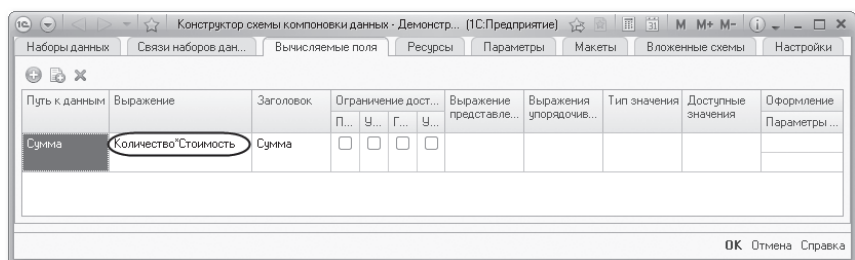 Конструктор схемы компоновки данных - Демонстр... (1С:Предприятие) M M+ M-
Наборы данных Связи наборов дан... Вычисляемые поля Ресурсы Параметры Макеты Вложенные схемы Настройки
Путь к данным Выражение Заголовок Ограничение дост... Выражение представле... Выражения упорядочив... Тип значения Доступные значения Оформление
П... У... Г... У... Параметры ...
Сумма Количество*Стоимость Сумма
ОК Отмена Справка